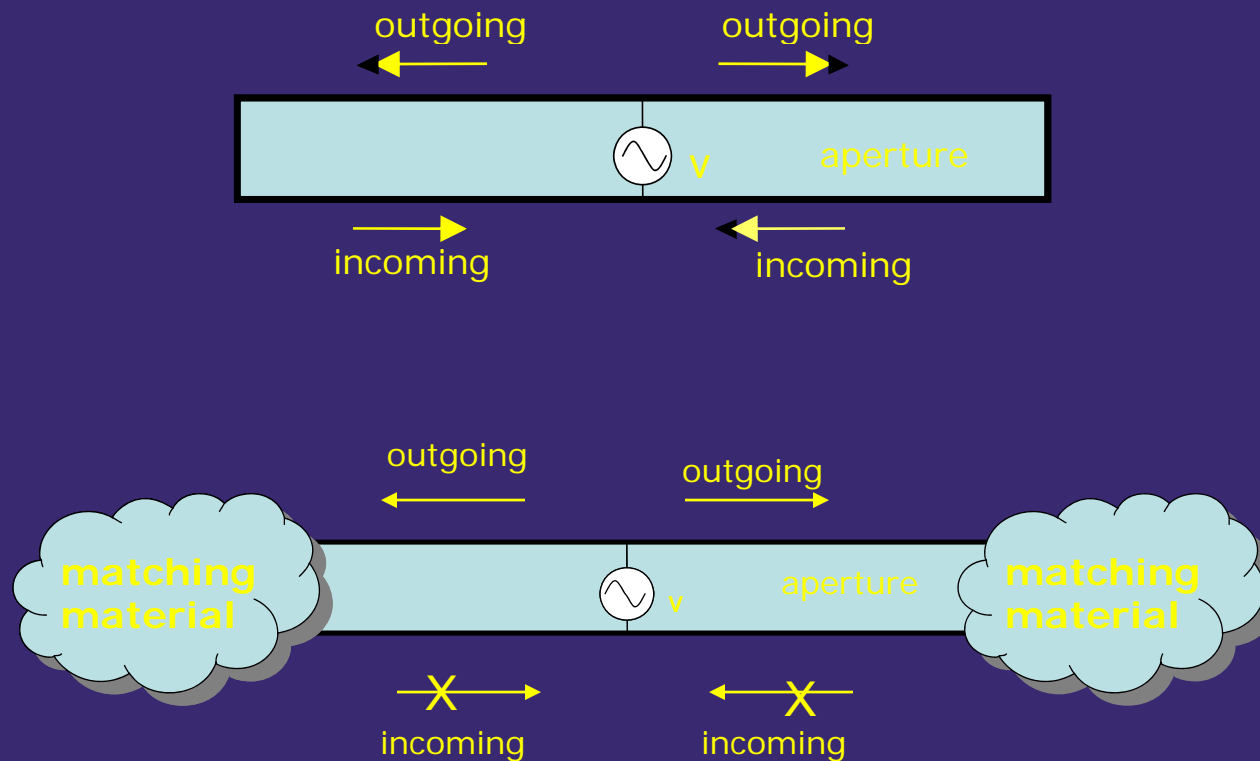 outgoing outgoing
v aperture
incoming incoming
outgoing outgoing
matching
material
v aperture
matching
material
incoming incoming